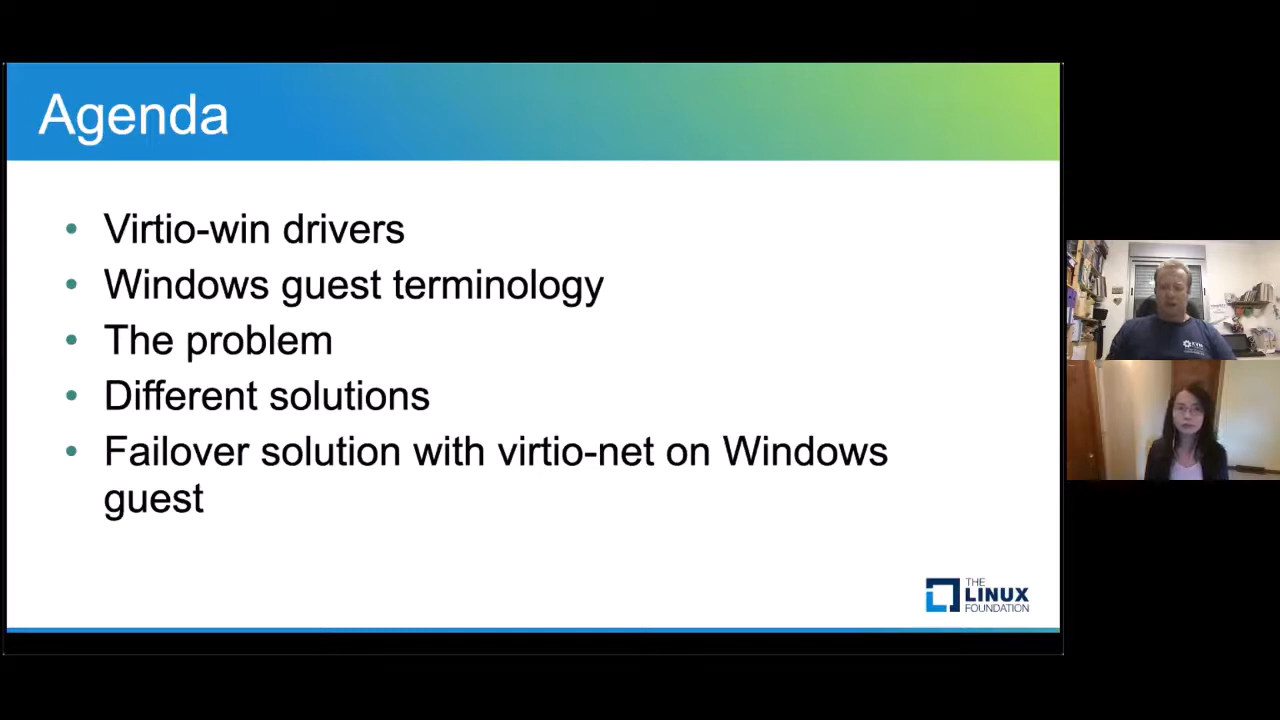 Agenda
• Virtio-win drivers
• Windows guest terminology
• The problem
• Different solutions
• Failover solution with virtio-net on Windows
guest
THE
LINUX
FOUNDATION